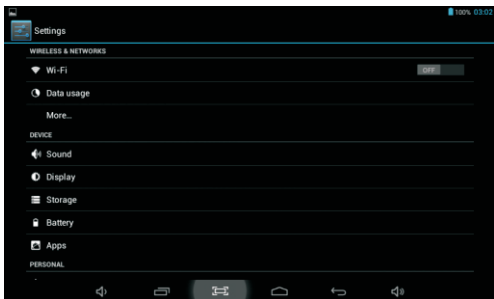 100% 03:02
Settings
WIRELESS & NETWORKS
Wi-Fi OFF
Data usage
More...
DEVICE
Sound
Display
Storage
Battery
Apps
PERSONAL